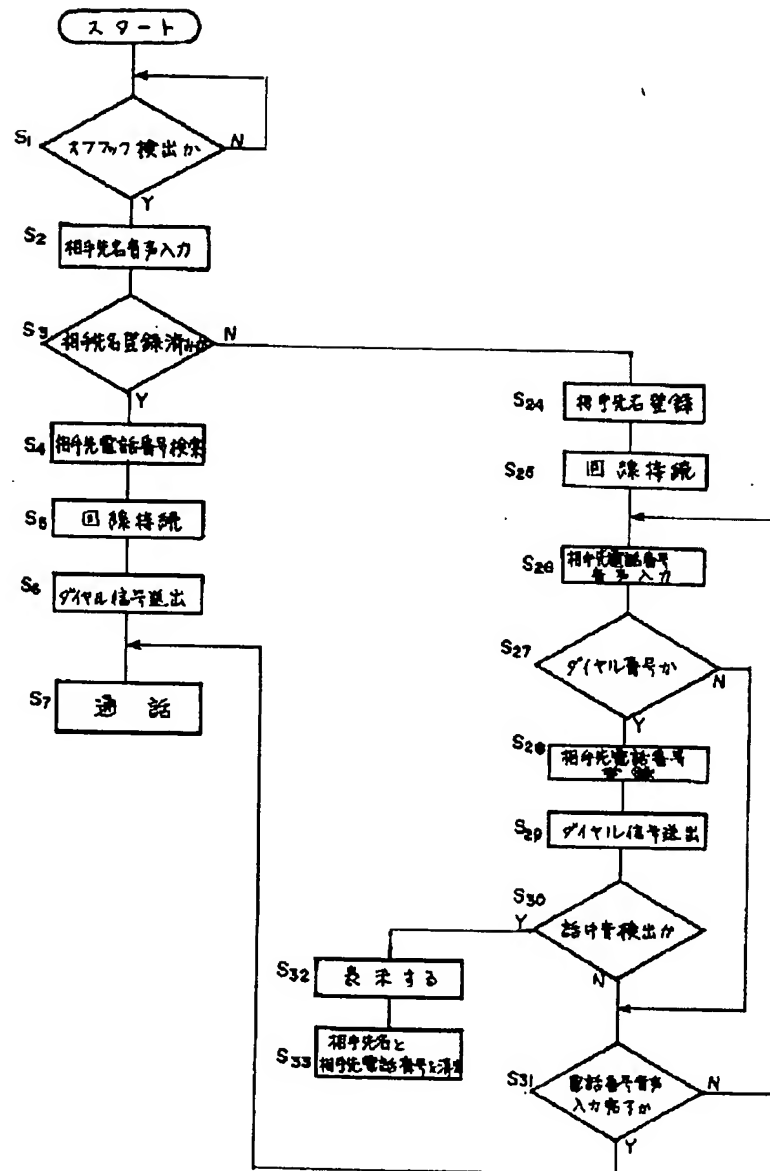 スタート
S1
オフフック検出か
N
Y
S2
相手先名音声入力
S3
相手先名登録済みか
N
Y
S4
相手先電話番号検索
S5
回線接続
S6
ダイヤル信号送出
S7
通話
S24
相手先名登録
S25
回線接続
S26
相手先電話番号
音声入力
S27
ダイヤル番号か
N
Y
S28
相手先電話番号
登録
S29
ダイヤル信号送出
S30
Y
話中音検出か
N
S32
表示する
S33
相手先名と
相手先電話番号を消去
S31
電話番号音声
入力完了か
N
Y